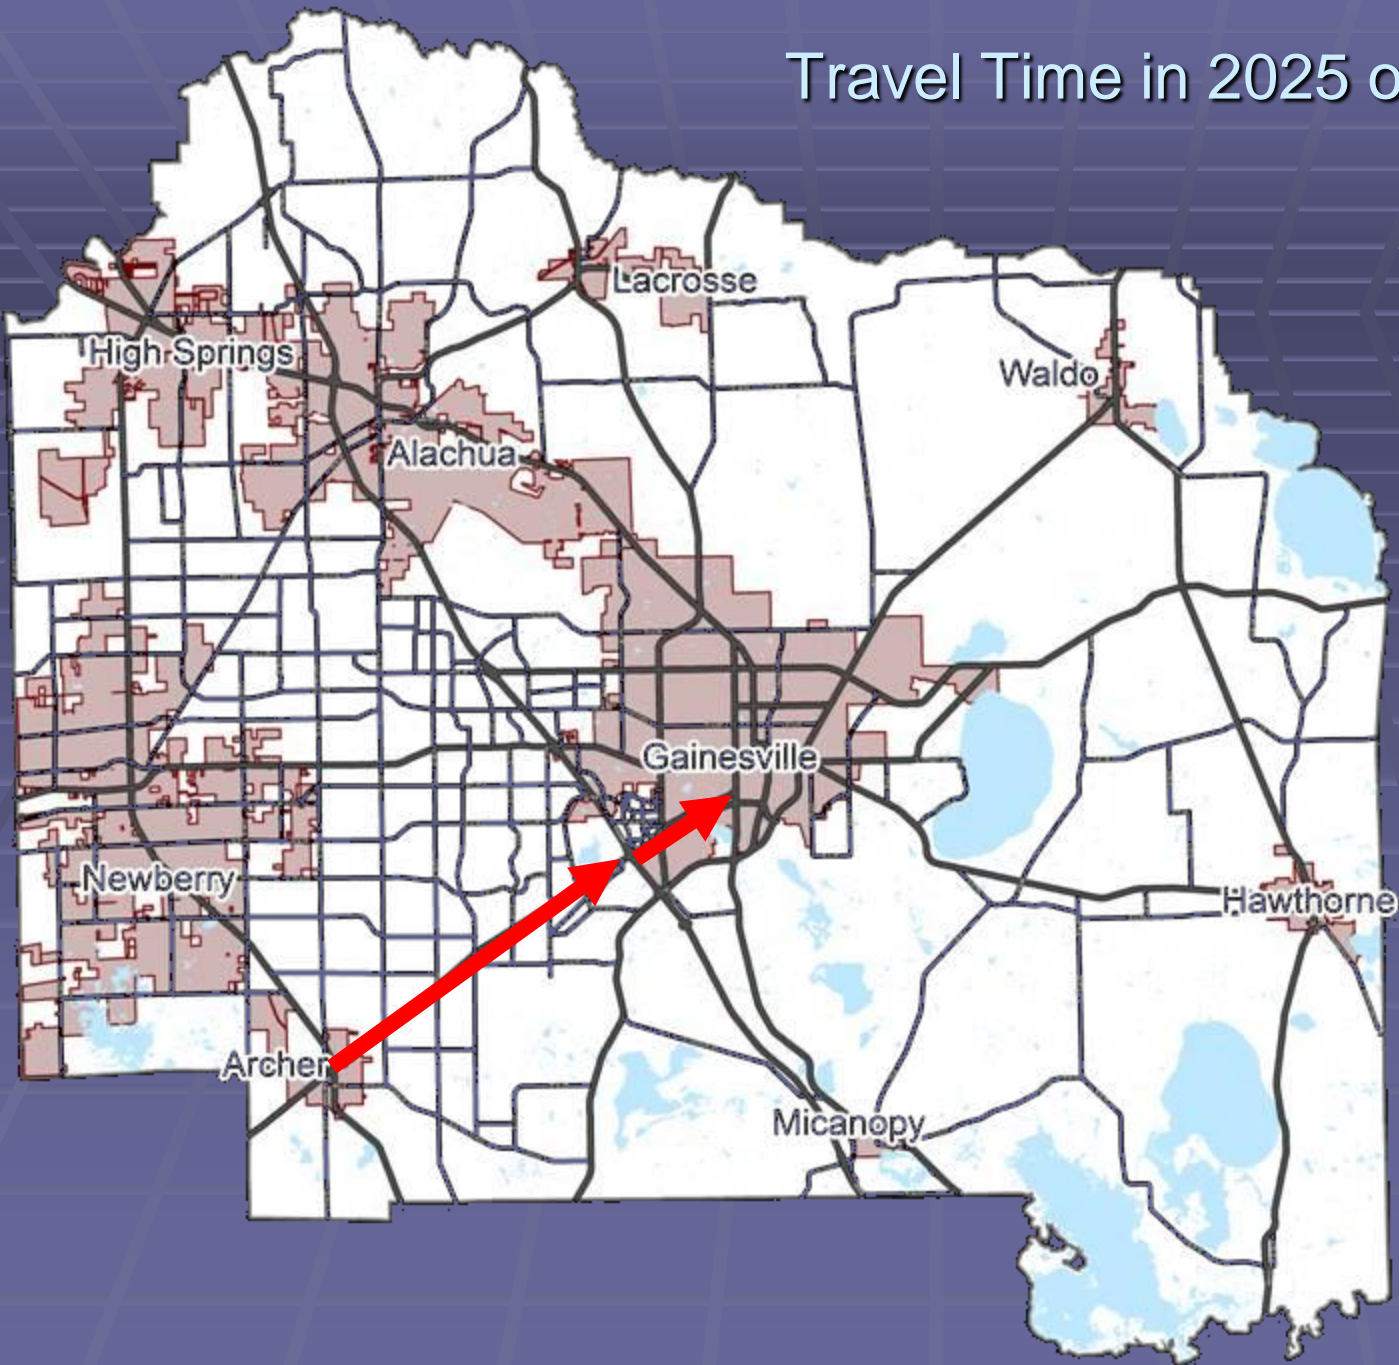 Travel Time in 2025 o
Lacrosse
High Springs
Waldo
Alachua
Gainesville
Newberry
Hawthorne
Archer
Micanopy